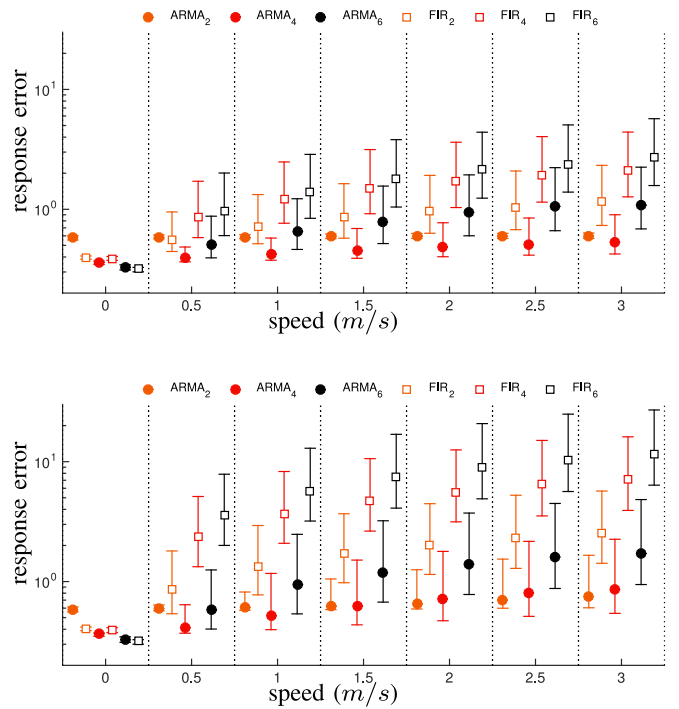 ARMA2 ARMA4 ARMA6 FIR2 FIR4 FIR6
response error
10^1
10^0
0 0.5 1 1.5 2 2.5 3
speed (m/s)
ARMA2 ARMA4 ARMA6 FIR2 FIR4 FIR6
response error
10^1
10^0
0 0.5 1 1.5 2 2.5 3
speed (m/s)